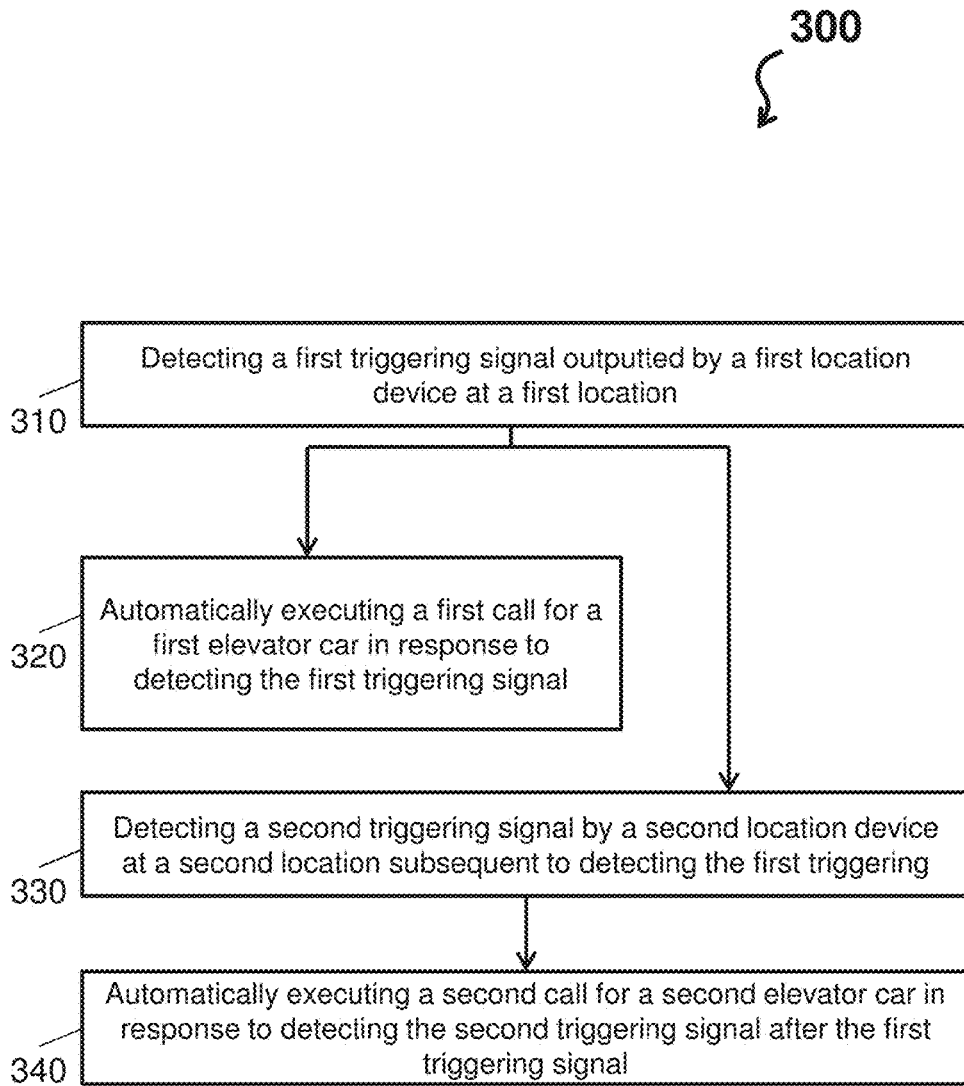 300
Detecting a first triggering signal outputted by a first location
device at a first location
310
Automatically executing a first call for a
first elevator car in response to
detecting the first triggering signal
320
Detecting a second triggering signal by a second location device
at a second location subsequent to detecting the first triggering
330
Automatically executing a second call for a second elevator car in
response to detecting the second triggering signal after the first
triggering signal
340